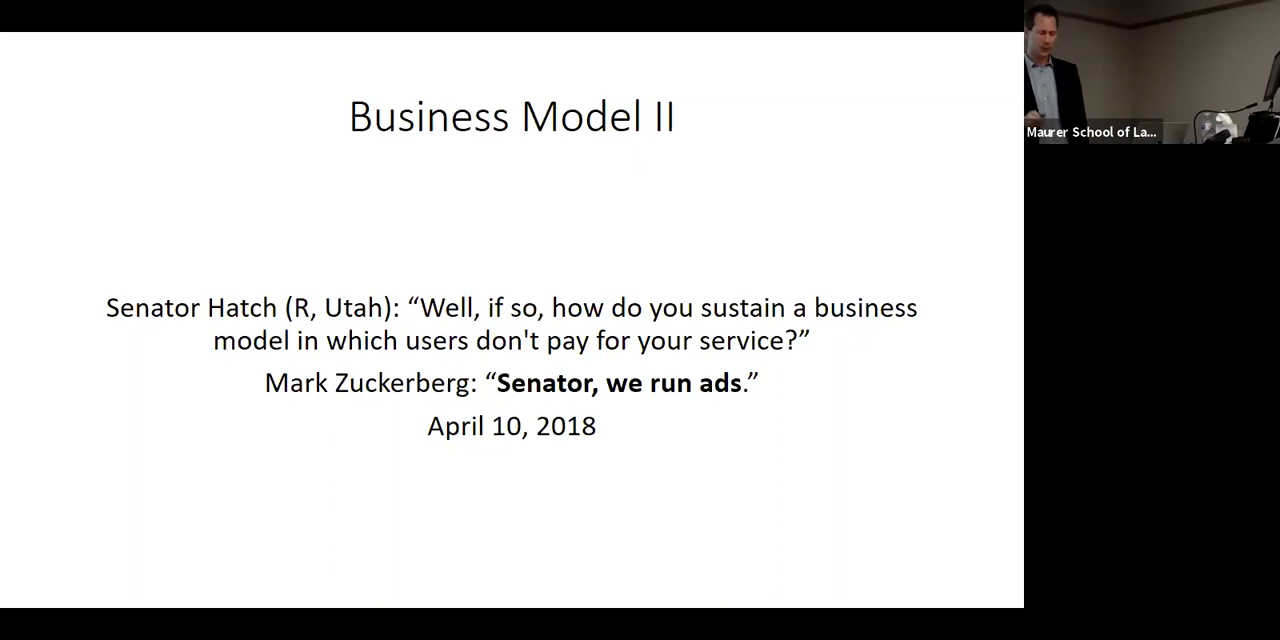 Business Model II
Senator Hatch (R, Utah): “Well, if so, how do you sustain a business
model in which users don't pay for your service?”
Mark Zuckerberg: “Senator, we run ads.”
April 10, 2018
Maurer School of La...